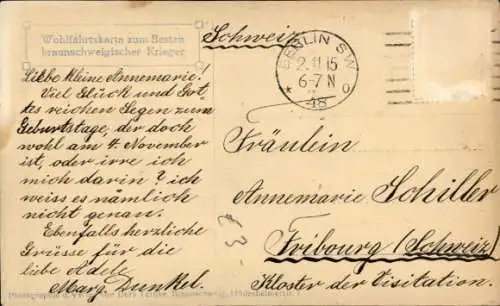 Wohlfahrtskarte zum Besten
braunschweigischer Krieger
Schweiz
BERLIN SW
2.11.15
6-7 N
* 48 o
Liebe kleine Annemarie!
Viel Glück und Got-
tes reichen Segen zum
Geburtstage, der doch
wohl am 4. November
ist, oder irre ich
mich darin? ich
weiss es nämlich
nicht genau.
Ebenfalls herzliche
Grüsse für die
liebe Adele
Marg. Dunkel.
Fräulein
Annemarie Schiller
Fribourg (Schweiz)
Kloster der Visitation.